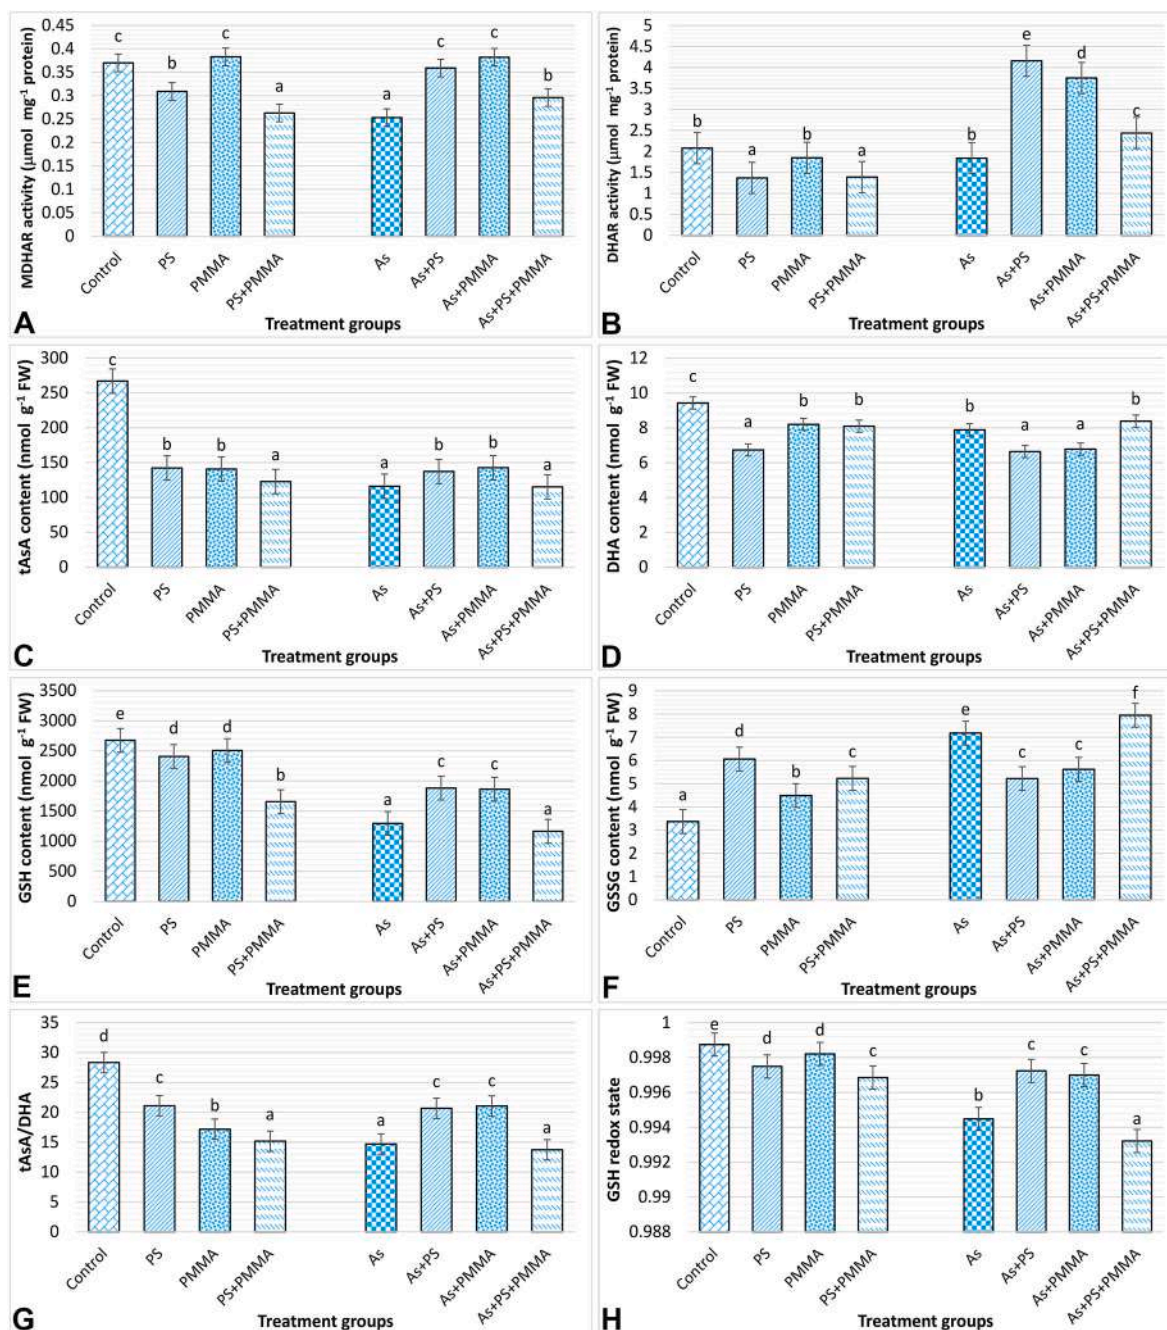 MDHAR activity (µmol mg-1 protein)
0.45
0.4
0.35
0.3
0.25
0.2
0.15
0.1
0.05
0
c
b
c
a
a
c
c
b
Control
PS
PMMA
PS+PMMA
As
As+PS
As+PMMA
As+PS+PMMA
A
Treatment groups
DHAR activity (µmol mg-1 protein)
5
4.5
4
3.5
3
2.5
2
1.5
1
0.5
0
b
a
b
a
b
e
d
c
Control
PS
PMMA
PS+PMMA
As
As+PS
As+PMMA
As+PS+PMMA
B
Treatment groups
tAsA content (nmol g-1 FW)
300
250
200
150
100
50
0
c
b
b
a
a
b
b
a
Control
PS
PMMA
PS+PMMA
As
As+PS
As+PMMA
As+PS+PMMA
C
Treatment groups
DHA content (nmol g-1 FW)
12
10
8
6
4
2
0
c
a
b
b
b
a
a
b
Control
PS
PMMA
PS+PMMA
As
As+PS
As+PMMA
As+PS+PMMA
D
Treatment groups
GSH content (nmol g-1 FW)
3500
3000
2500
2000
1500
1000
500
0
e
d
d
b
a
c
c
a
Control
PS
PMMA
PS+PMMA
As
As+PS
As+PMMA
As+PS+PMMA
E
Treatment groups
GSSG content (nmol g-1 FW)
9
8
7
6
5
4
3
2
1
0
a
d
b
c
e
c
c
f
Control
PS
PMMA
PS+PMMA
As
As+PS
As+PMMA
As+PS+PMMA
F
Treatment groups
tAsA/DHA
35
30
25
20
15
10
5
0
d
c
b
a
a
c
c
a
Control
PS
PMMA
PS+PMMA
As
As+PS
As+PMMA
As+PS+PMMA
G
Treatment groups
GSH redox state
1
0.998
0.996
0.994
0.992
0.99
0.988
e
d
d
c
b
c
c
a
Control
PS
PMMA
PS+PMMA
As
As+PS
As+PMMA
As+PS+PMMA
H
Treatment groups